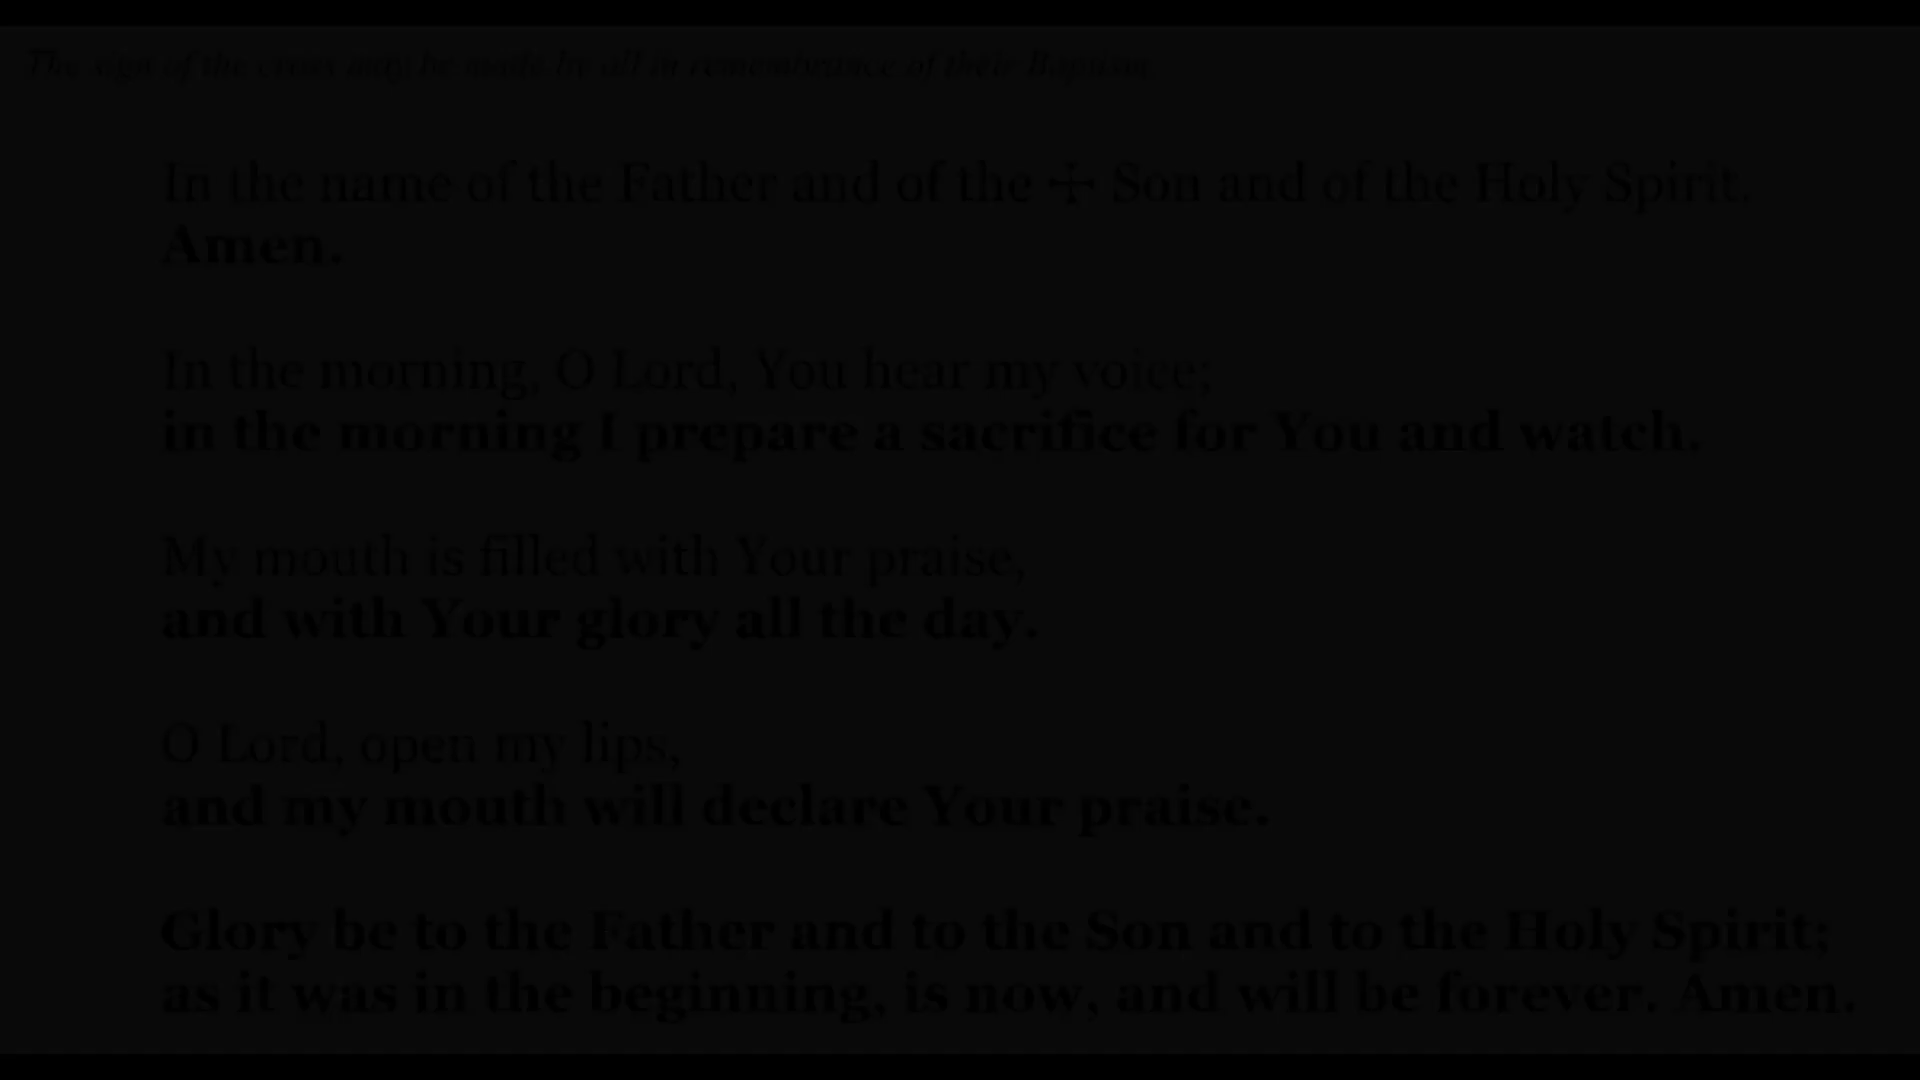 The sign of the cross may be made by all in remembrance of their Baptism.
In the name of the Father and of the ☩ Son and of the Holy Spirit.
Amen.
In the morning, O Lord, You hear my voice;
in the morning I prepare a sacrifice for You and watch.
My mouth is filled with Your praise,
and with Your glory all the day.
O Lord, open my lips,
and my mouth will declare Your praise.
Glory be to the Father and to the Son and to the Holy Spirit;
as it was in the beginning, is now, and will be forever. Amen.